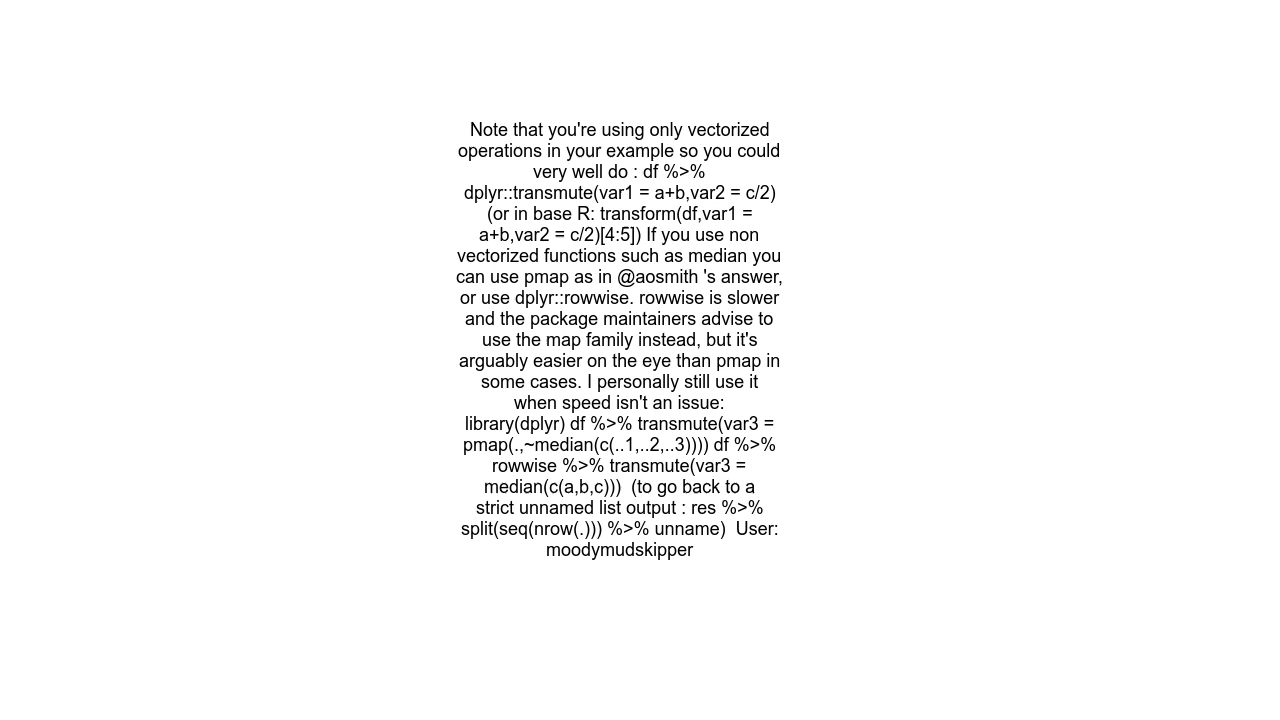 Note that you're using only vectorized
operations in your example so you could
very well do : df %>%
dplyr::transmute(var1 = a+b,var2 = c/2)
(or in base R: transform(df,var1 =
a+b,var2 = c/2)[4:5]) If you use non
vectorized functions such as median you
can use pmap as in @aosmith 's answer,
or use dplyr::rowwise. rowwise is slower
and the package maintainers advise to
use the map family instead, but it's
arguably easier on the eye than pmap in
some cases. I personally still use it
when speed isn't an issue:
library(dplyr) df %>% transmute(var3 =
pmap(.,~median(c(..1,..2,..3)))) df %>%
rowwise %>% transmute(var3 =
median(c(a,b,c)))  (to go back to a
strict unnamed list output : res %>%
split(seq(nrow(.))) %>% unname)  User:
moodymudskipper